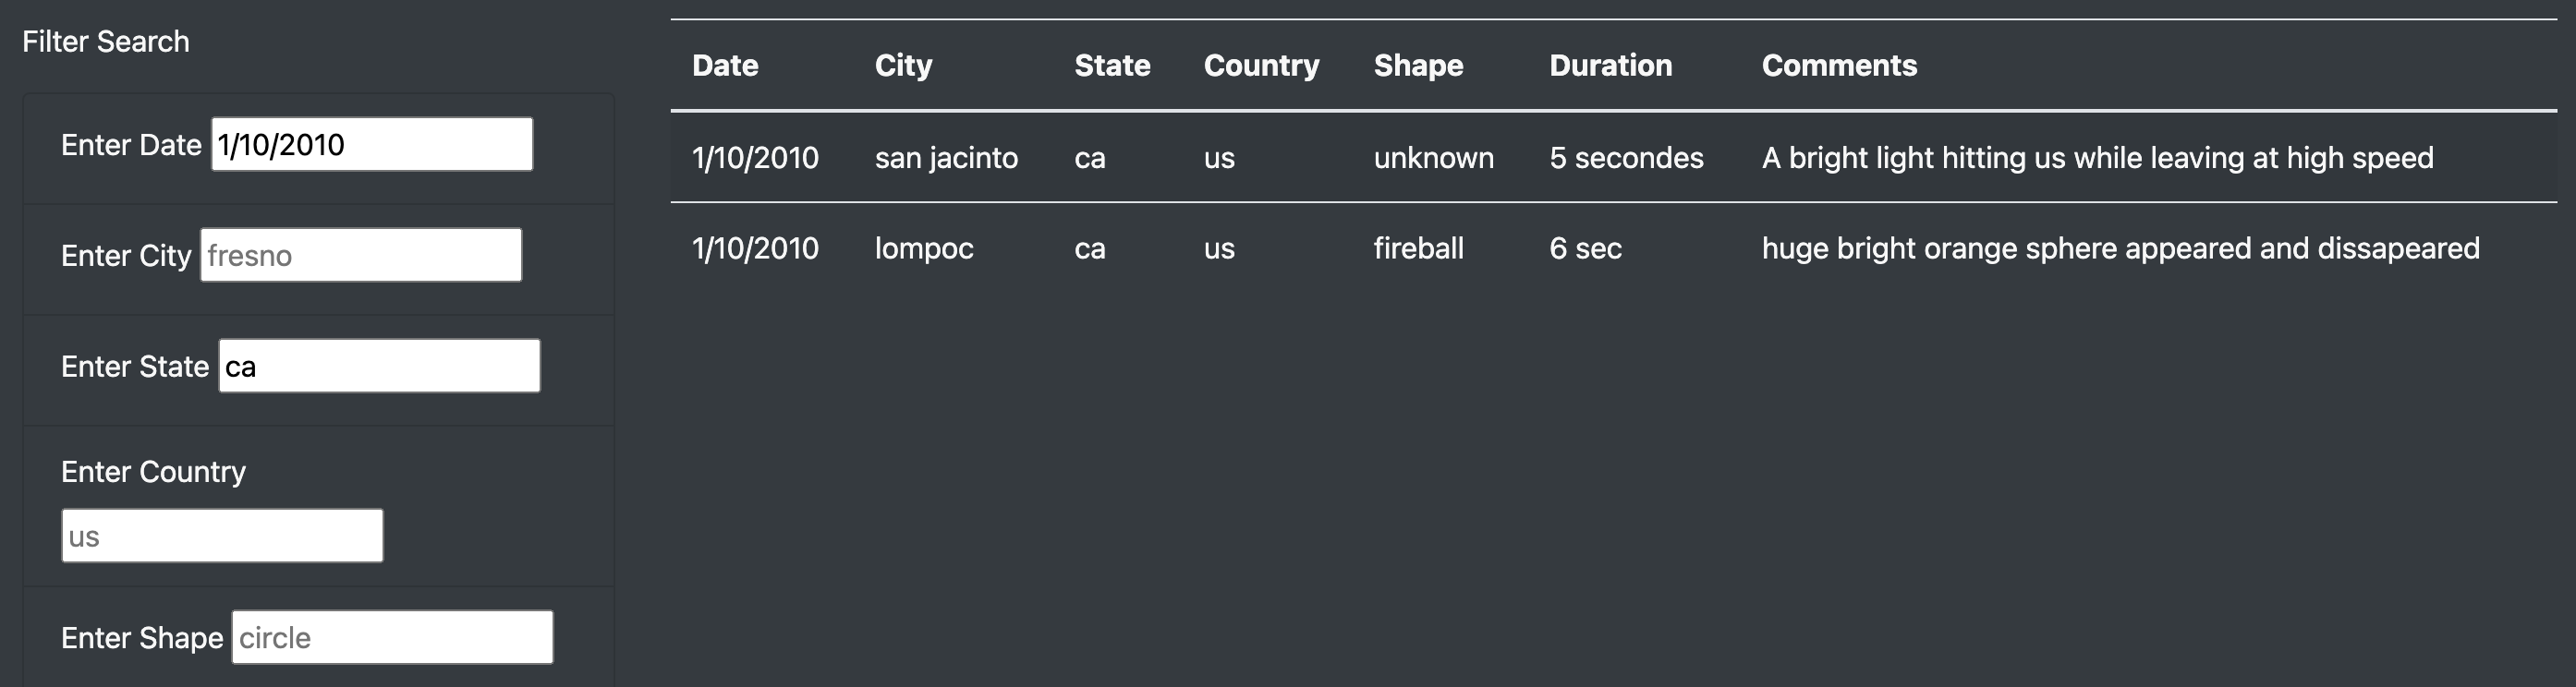 Filter Search
Enter Date 1/10/2010
Enter City fresno
Enter State ca
Enter Country
us
Enter Shape circle
Date City State Country Shape Duration Comments
1/10/2010 san jacinto ca us unknown 5 secondes A bright light hitting us while leaving at high speed
1/10/2010 lompoc ca us fireball 6 sec huge bright orange sphere appeared and dissapeared